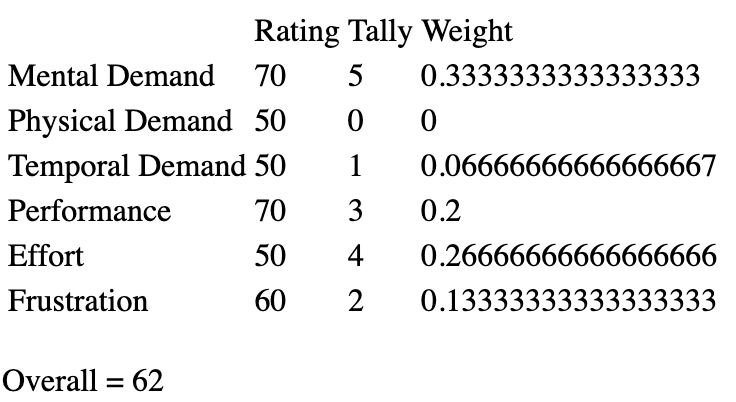 Rating Tally Weight
Mental Demand 70 5 0.3333333333333333
Physical Demand 50 0 0
Temporal Demand 50 1 0.06666666666666667
Performance 70 3 0.2
Effort 50 4 0.26666666666666666
Frustration 60 2 0.13333333333333333
Overall = 62